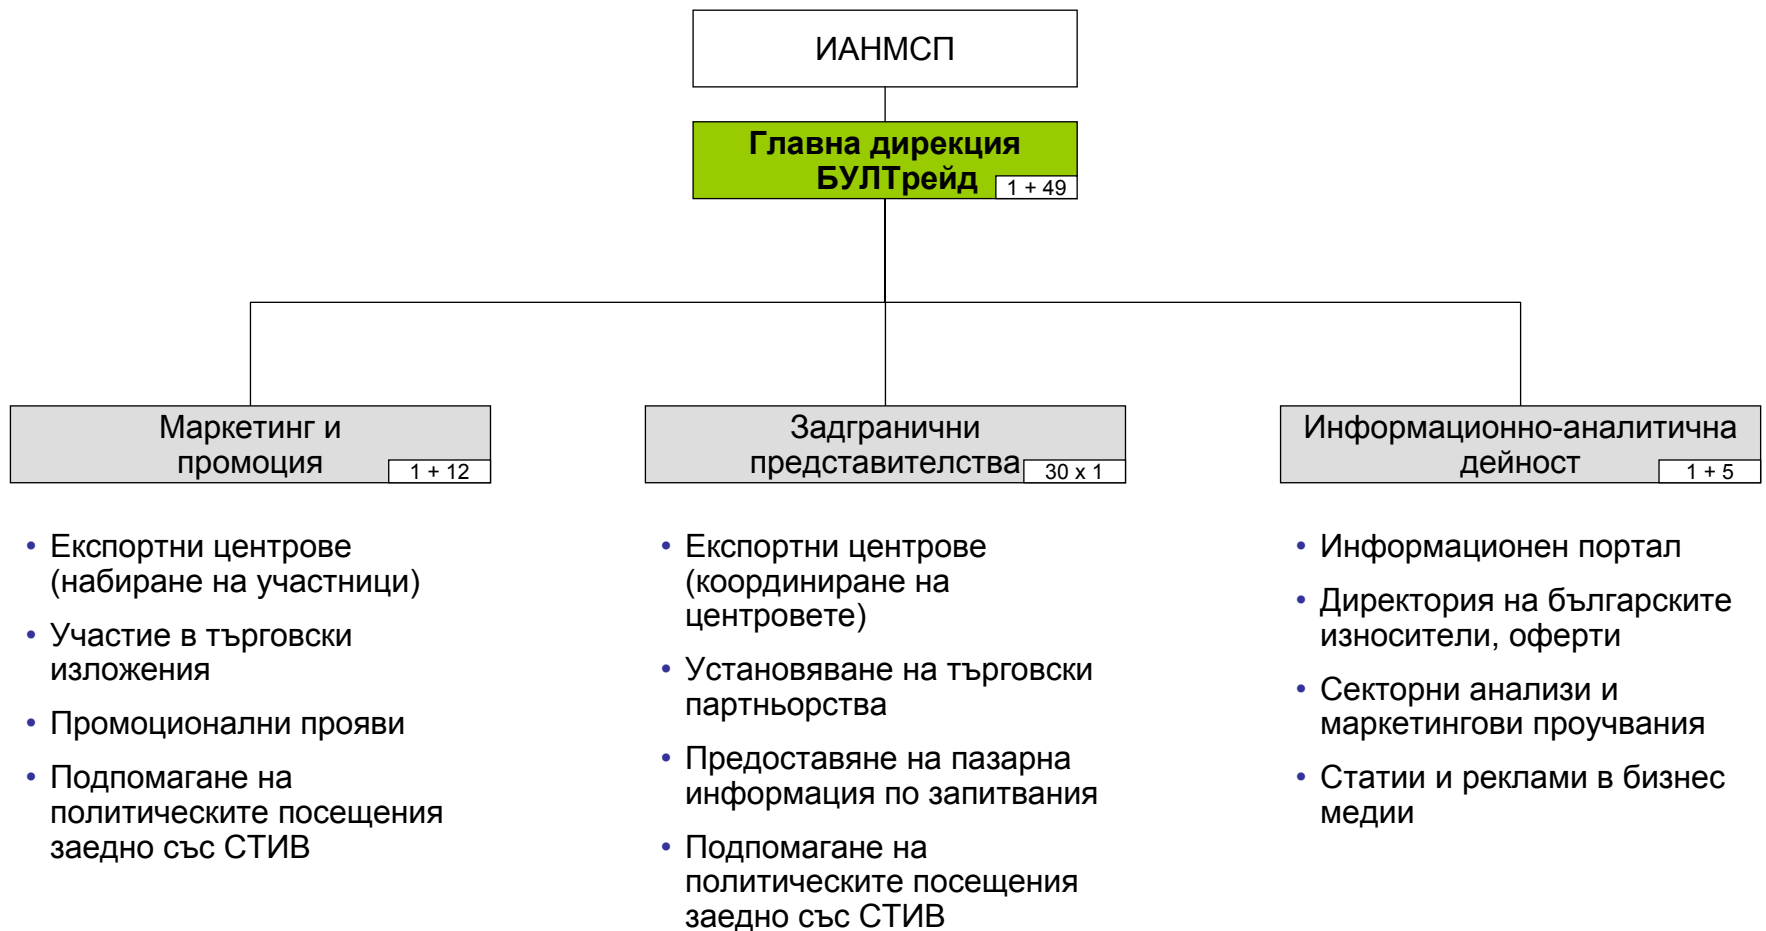 ИАНМСП
Главна дирекция
БУЛТрейд
1 + 49
Маркетинг и
промоция
1 + 12
• Експортни центрове
(набиране на участници)
• Участие в търговски
изложения
• Промоционални прояви
• Подпомагане на
политическите посещения
заедно със СТИВ
Задгранични
представителства
30 x 1
• Експортни центрове
(координиране на
центровете)
• Установяване на търговски
партньорства
• Предоставяне на пазарна
информация по запитвания
• Подпомагане на
политическите посещения
заедно със СТИВ
Информационно-аналитична
дейност
1 + 5
• Информационен портал
• Директория на българските
износители, оферти
• Секторни анализи и
маркетингови проучвания
• Статии и реклами в бизнес
медии